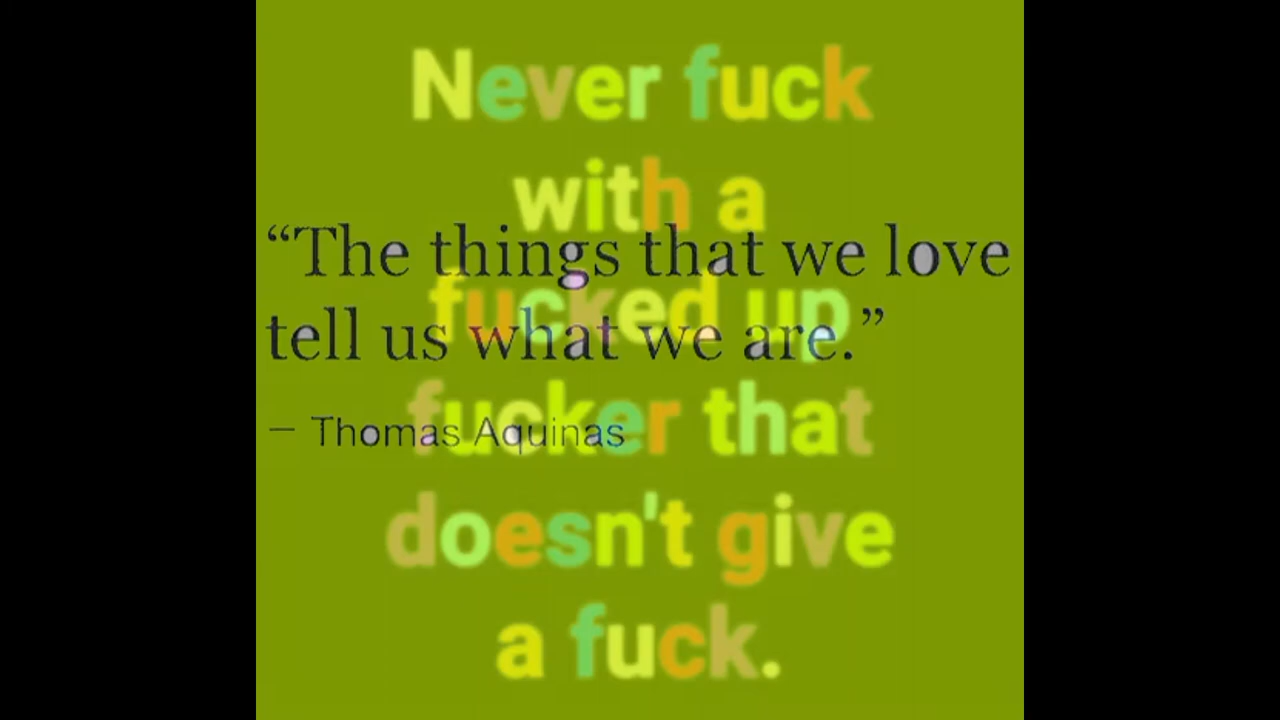 Never fuck
with a
“The things that we love
fucked up
tell us what we are.”
fucker that
— Thomas Aquinas
doesn't give
a fuck.